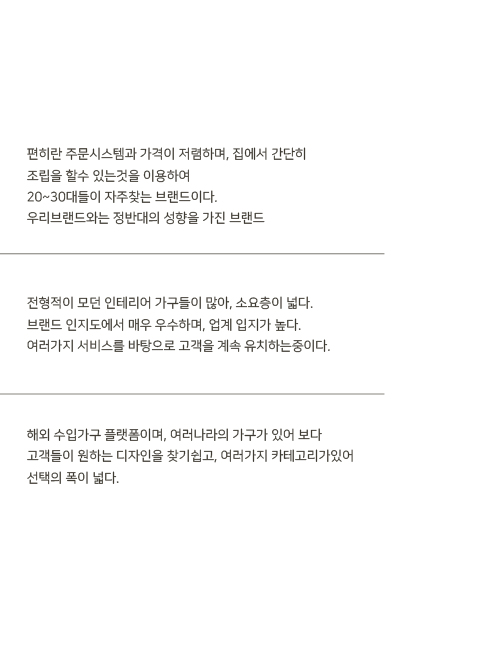 편히란 주문시스템과 가격이 저렴하며, 집에서 간단히
조립을 할수 있는것을 이용하여
20~30대들이 자주찾는 브랜드이다.
우리브랜드와는 정반대의 성향을 가진 브랜드
전형적이 모던 인테리어 가구들이 많아, 소요층이 넓다.
브랜드 인지도에서 매우 우수하며, 업계 입지가 높다.
여러가지 서비스를 바탕으로 고객을 계속 유치하는중이다.
해외 수입가구 플랫폼이며, 여러나라의 가구가 있어 보다
고객들이 원하는 디자인을 찾기쉽고, 여러가지 카테고리가있어
선택의 폭이 넓다.